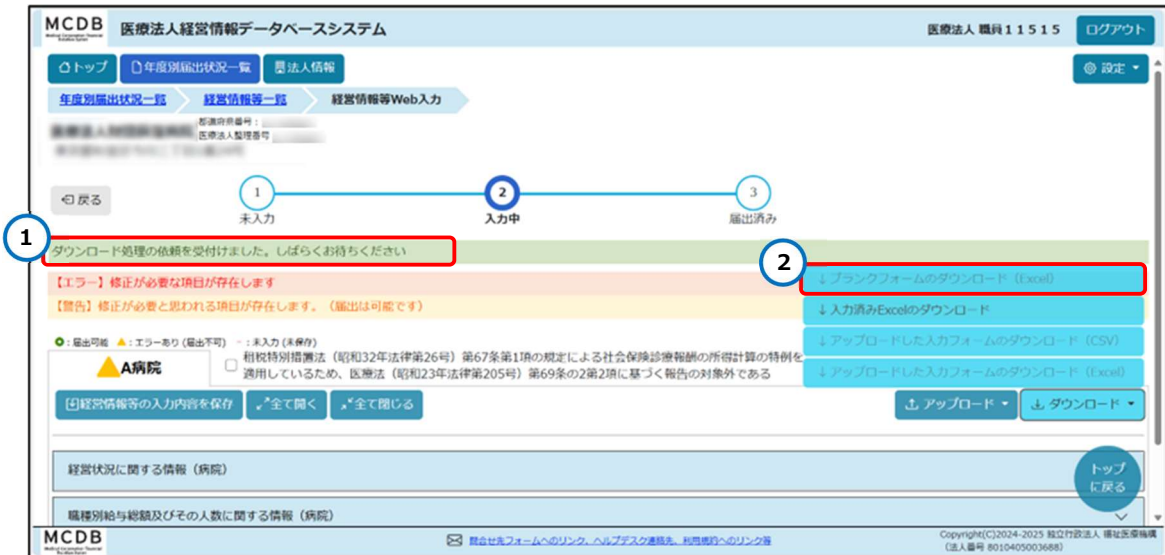 MCDB 医療法人経営情報データベースシステム 医療法人 職員11515 ログアウト
トップ 年度別届出状況一覧 法人情報 設定
年度別届出状況一覧 経営情報等一覧 経営情報等Web入力
都道府県番号:
医療法人整理番号
戻る
1 2 3
未入力 入力中 届出済み
1
ダウンロード処理の依頼を受付けました。しばらくお待ちください
2
【エラー】修正が必要な項目が存在します
↓ブランクフォームのダウンロード(Excel)
【警告】修正が必要と思われる項目が存在します。(届出は可能です)
↓入力済みExcelのダウンロード
:届出可能 :エラーあり(届出不可) -:未入力(未保存)
↓アップロードした入力フォームのダウンロード(CSV)
A病院
租税特別措置法(昭和32年法律第26号)第67条第1項の規定による社会保険診療報酬の所得計算の特例を
適用しているため、医療法(昭和23年法律第205号)第69条の2第2項に基づく報告の対象外である
↓アップロードした入力フォームのダウンロード(Excel)
経営情報等の入力内容を保存 全て開く 全て閉じる アップロード ダウンロード
経営状況に関する情報(病院)
トップ
に戻る
職種別給与総額及びその人数に関する情報(病院)
MCDB 問合せ先フォームへのリンク、ヘルプデスク連絡先、利用規約へのリンク等
Copyright(C)2024-2025 独立行政法人 福祉医療機構
(法人番号 8010405003688)